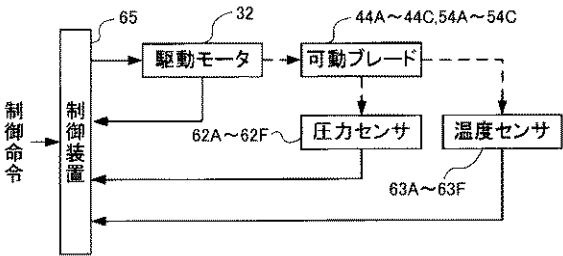 65
32
44A～44C,54A～54C
駆動モータ
可動ブレード
制御命令
制御装置
62A～62F
圧力センサ
温度センサ
63A～63F